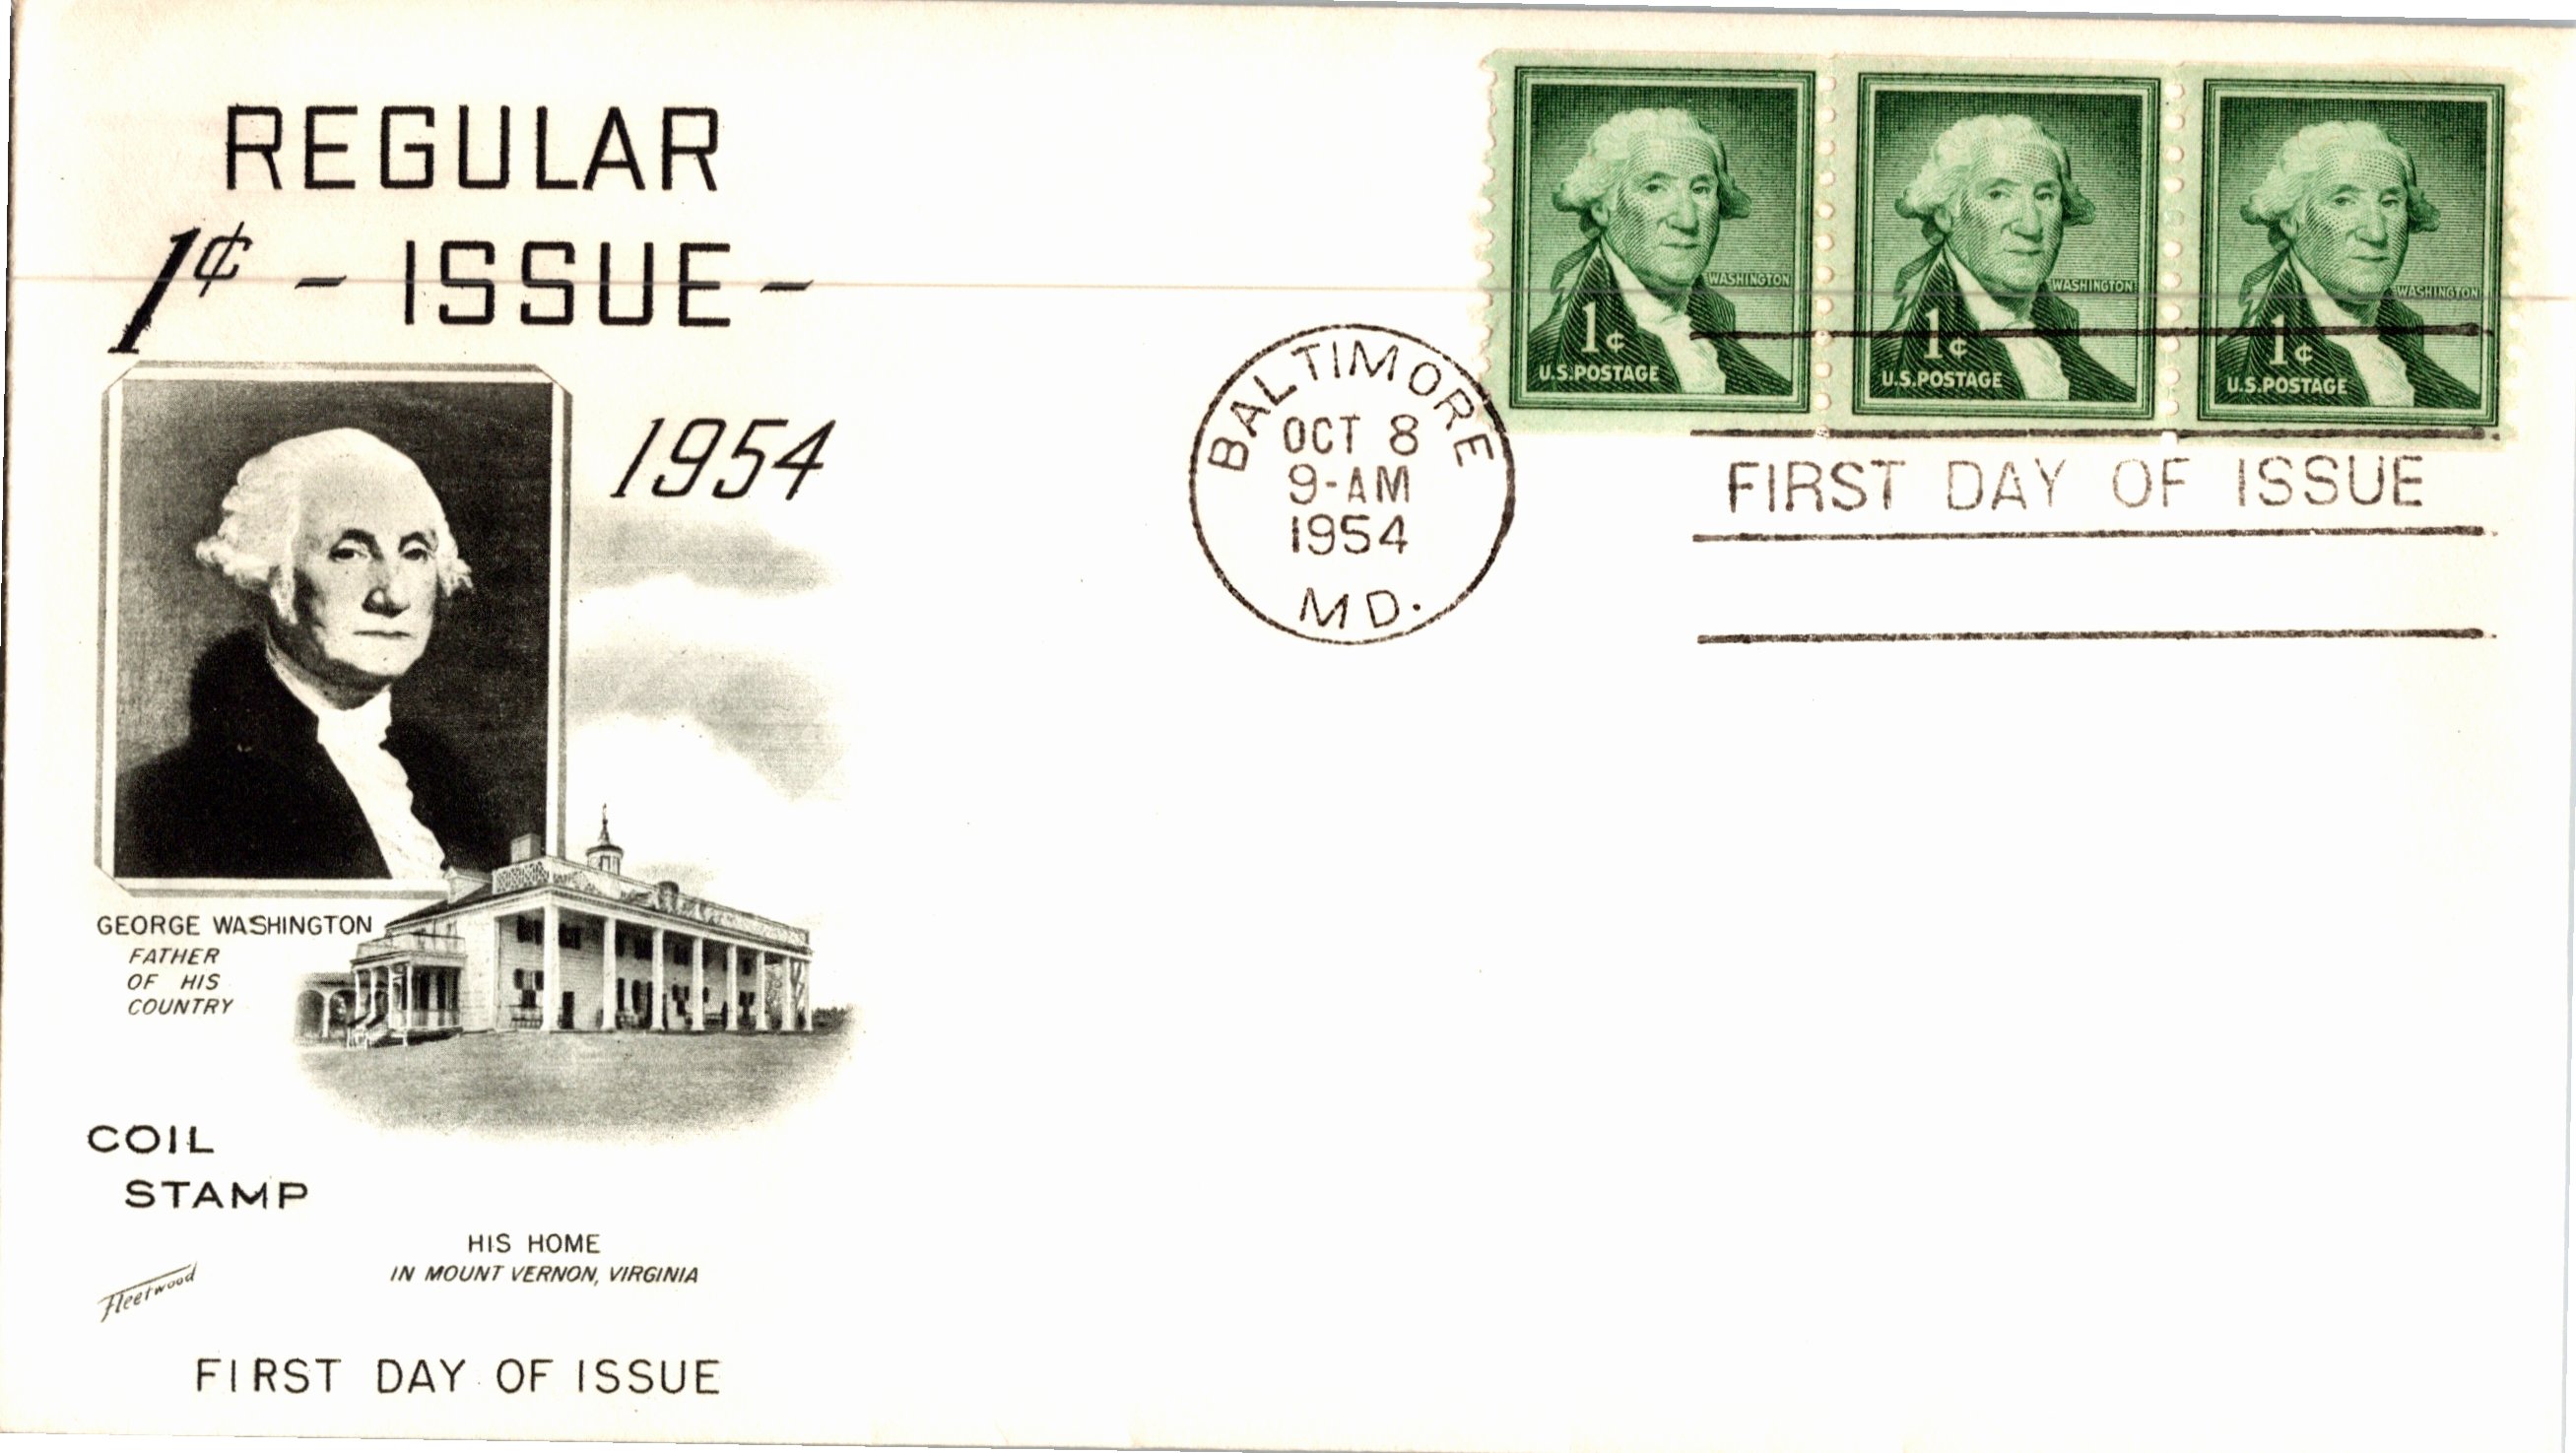 REGULAR
1¢ - ISSUE -
1954
GEORGE WASHINGTON
FATHER
OF HIS
COUNTRY
COIL
STAMP
HIS HOME
IN MOUNT VERNON, VIRGINIA
Fleetwood
FIRST DAY OF ISSUE
BALTIMORE
OCT 8
9-AM
1954
MD.
WASHINGTON
1¢
U.S.POSTAGE
WASHINGTON
1¢
U.S.POSTAGE
WASHINGTON
1¢
U.S.POSTAGE
FIRST DAY OF ISSUE